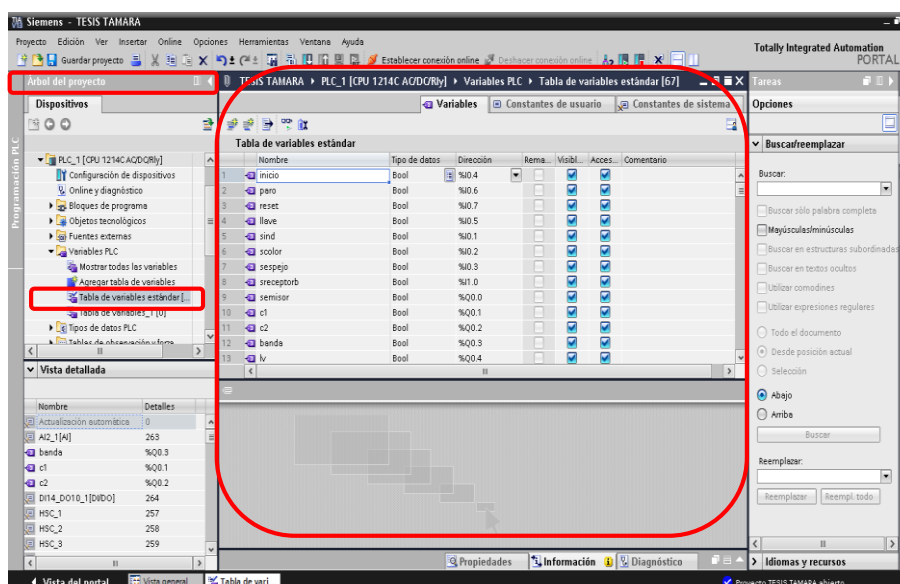 Siemens - TESIS TAMARA
Proyecto Edición Ver Insertar Online Opciones Herramientas Ventana Ayuda
Guardar proyecto
Establecer conexión online
Deshacer conexión online
Totally Integrated Automation
PORTAL
Árbol del proyecto
TESIS TAMARA PLC_1 [CPU 1214C AC/DC/Rly] Variables PLC Tabla de variables estándar [67]
Tareas
Dispositivos
Variables
Constantes de usuario
Constantes de sistema
Opciones
Programación PLC
PLC_1 [CPU 1214C AC/DC/Rly]
Configuración de dispositivos
Online y diagnóstico
Bloques de programa
Objetos tecnológicos
Fuentes externas
Variables PLC
Mostrar todas las variables
Agregar tabla de variables
Tabla de variables estándar [...
Tabla de variables_1 [0]
Tipos de datos PLC
Tablas de observación y forza...
Tabla de variables estándar
Nombre Tipo de datos Dirección Rema... Visibl... Acces... Comentario
1 inicio Bool %I0.4
2 paro Bool %I0.6
3 reset Bool %I0.7
4 llave Bool %I0.5
5 sind Bool %I0.1
6 scolor Bool %I0.2
7 sespejo Bool %I0.3
8 sreceptorb Bool %I1.0
9 semisor Bool %Q0.0
10 c1 Bool %Q0.1
11 c2 Bool %Q0.2
12 banda Bool %Q0.3
13 lv Bool %Q0.4
Buscar/reemplazar
Buscar:
Buscar sólo palabra completa
Mayúsculas/minúsculas
Buscar en estructuras subordinadas
Buscar en textos ocultos
Utilizar comodines
Utilizar expresiones regulares
Todo el documento
Desde posición actual
Selección
Abajo
Arriba
Buscar
Reemplazar:
Reemplazar
Reempl. todo
Idiomas y recursos
Vista detallada
Nombre Detalles
Actualización automática 0
AI2_1[AI] 263
banda %Q0.3
c1 %Q0.1
c2 %Q0.2
DI14_DO10_1[DI/DO] 264
HSC_1 257
HSC_2 258
HSC_3 259
Propiedades
Información
Diagnóstico
Vista del portal
Vista general
Tabla de vari...
Proyecto TESIS TAMARA abierto.